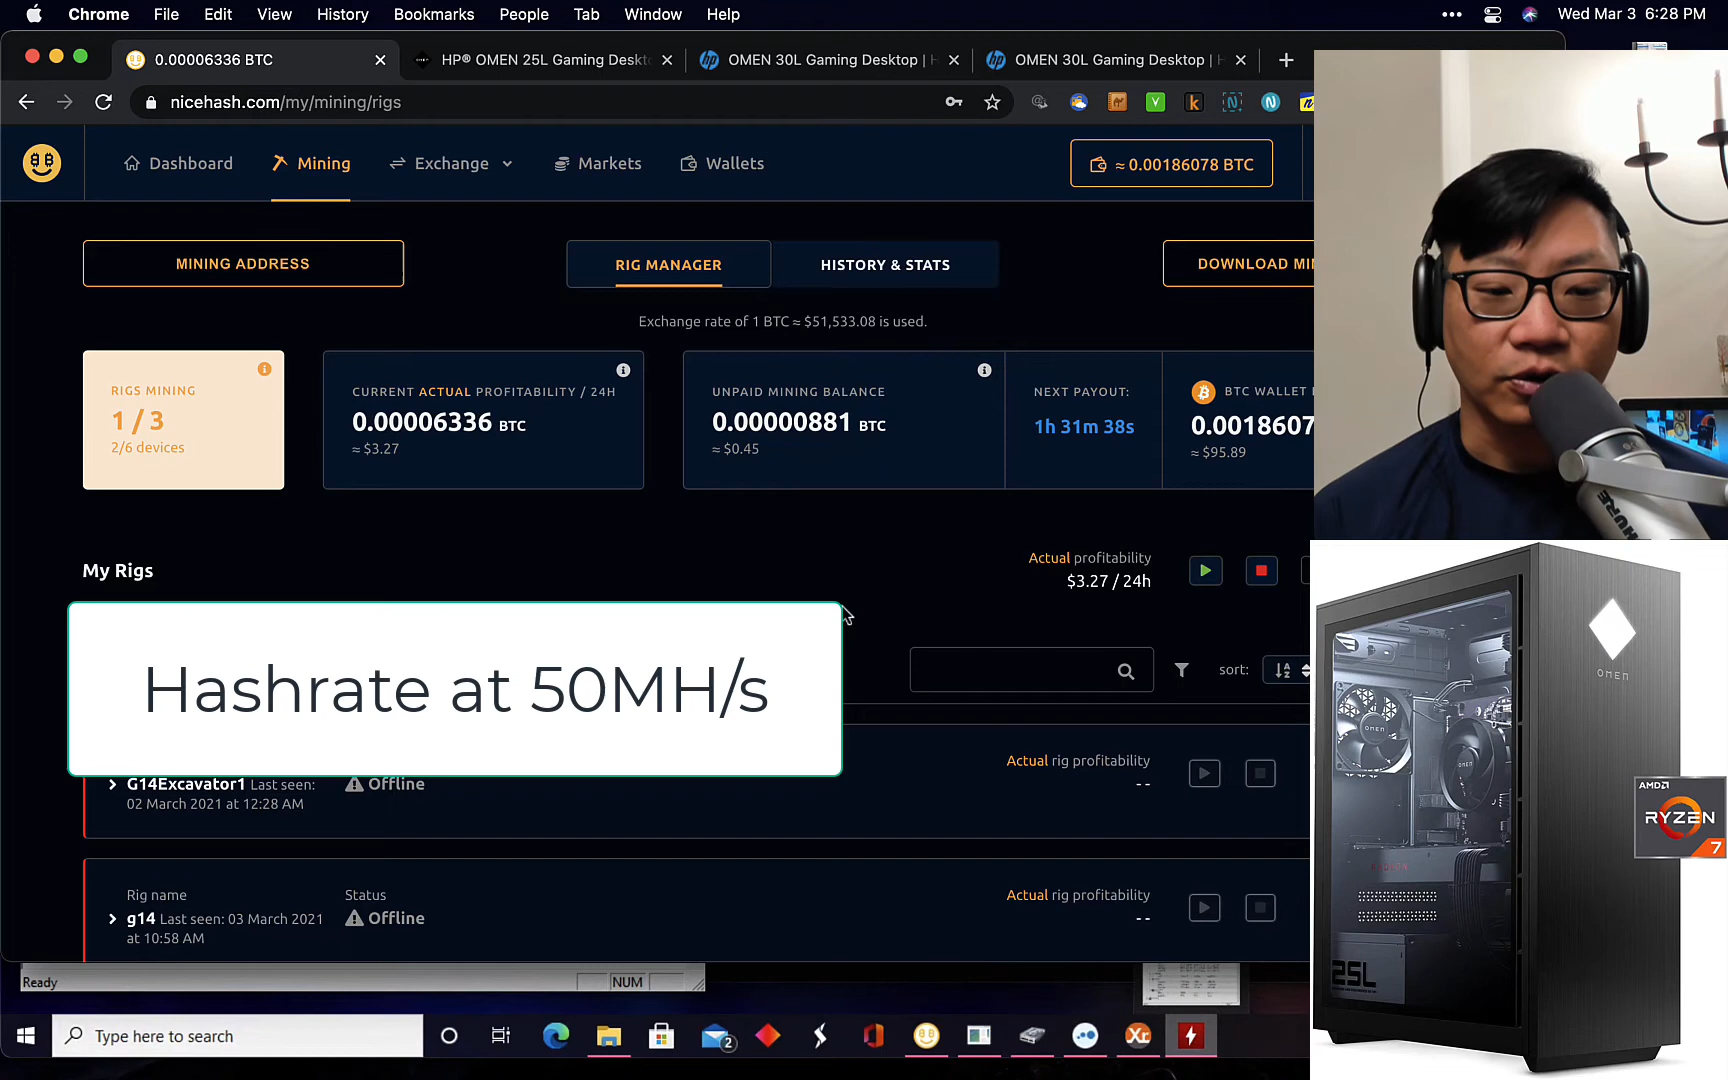 Chrome File Edit View History Bookmarks People Tab Window Help
Wed Mar 3 6:28 PM
0.00006336 BTC
HP® OMEN 25L Gaming Deskt
OMEN 30L Gaming Desktop | H
OMEN 30L Gaming Desktop | H
nicehash.com/my/mining/rigs
Dashboard
Mining
Exchange
Markets
Wallets
≈ 0.00186078 BTC
MINING ADDRESS
RIG MANAGER
HISTORY & STATS
DOWNLOAD MI
Exchange rate of 1 BTC ≈ $51,533.08 is used.
RIGS MINING
1 / 3
2/6 devices
CURRENT ACTUAL PROFITABILITY / 24H
0.00006336 BTC
≈ $3.27
UNPAID MINING BALANCE
0.00000881 BTC
≈ $0.45
NEXT PAYOUT:
1h 31m 38s
BTC WALLET
0.0018607
≈ $95.89
My Rigs
Actual profitability
$3.27 / 24h
Hashrate at 50MH/s
sort:
G14Excavator1 Last seen:
02 March 2021 at 12:28 AM
Offline
Actual rig profitability
--
Rig name
g14 Last seen: 03 March 2021
at 10:58 AM
Status
Offline
Actual rig profitability
--
Ready
NUM
Type here to search
2
Xr
SHURE
OMEN
OMEN
OMEN
RADEON
25L
AMD
RYZEN
7